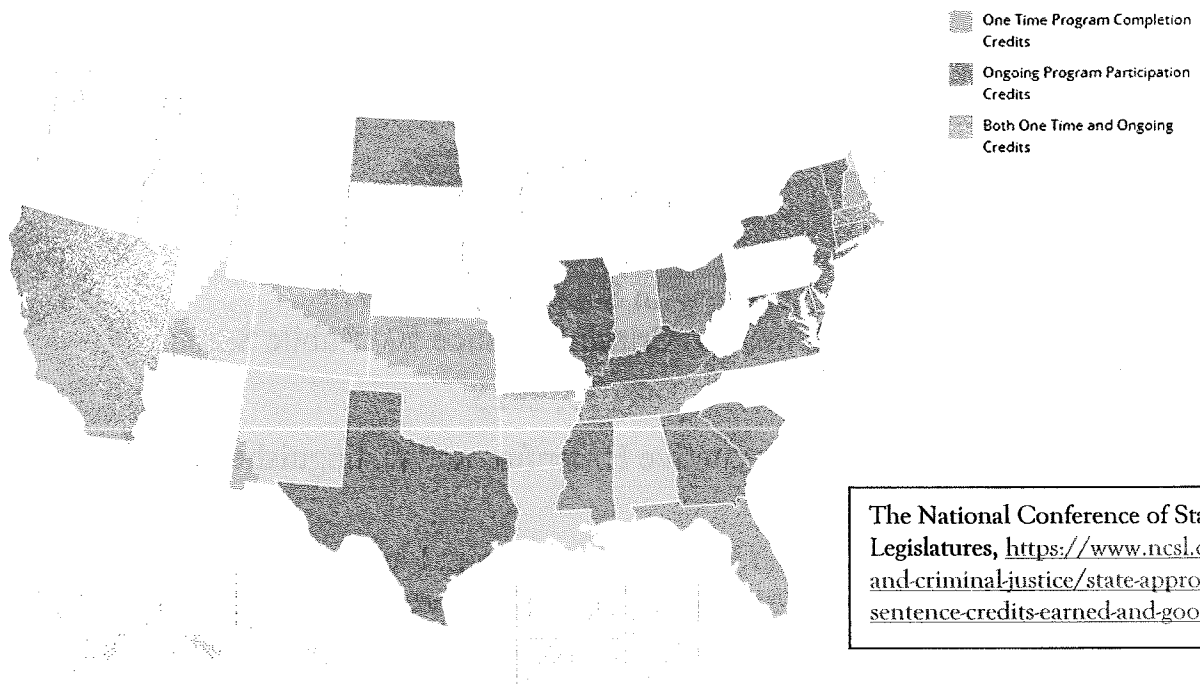 One Time Program Completion
Credits
Ongoing Program Participation
Credits
Both One Time and Ongoing
Credits
The National Conference of Sta
Legislatures, https://www.ncsl.o
and-criminal-justice/state-appro
sentence-credits-earned-and-goo